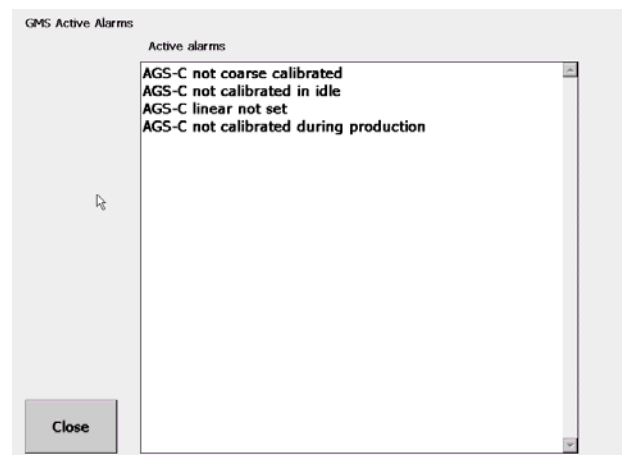 GMS Active Alarms
Active alarms
AGS-C not coarse calibrated
AGS-C not calibrated in idle
AGS-C linear not set
AGS-C not calibrated during production
Close